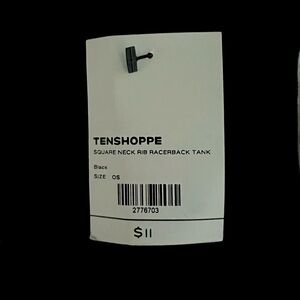 TENSHOPPE
SQUARE NECK RIB RACERBACK TANK
Black
SIZE OS
2776703
$11